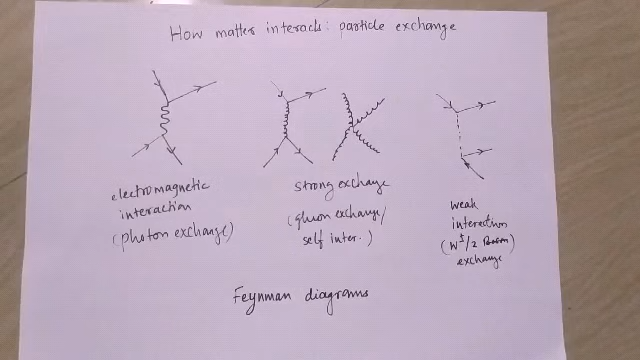 How matter interacts: particle exchange
electromagnetic
interaction
(photon exchange)
strong exchange
(gluon exchange/
self inter.)
weak
interaction
(W±/Z Boson)
exchange
Feynman diagrams